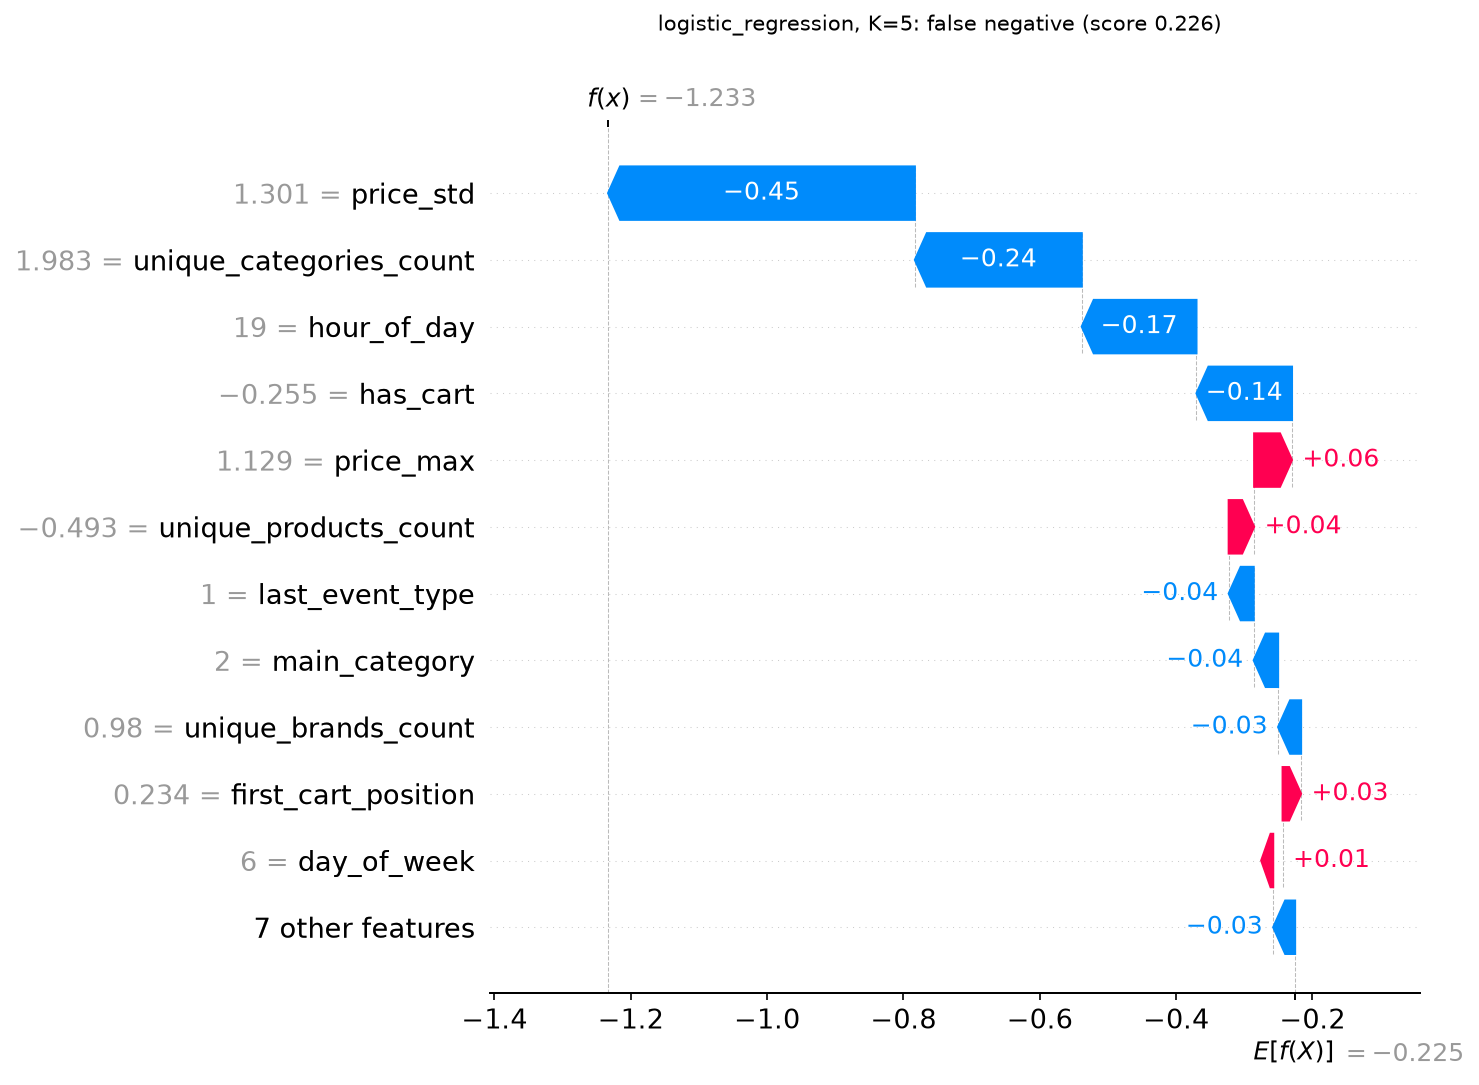 logistic_regression, K=5: false negative (score 0.226)
f(x) = −1.233
1.301 = price_std −0.45
1.983 = unique_categories_count −0.24
19 = hour_of_day −0.17
−0.255 = has_cart −0.14
1.129 = price_max +0.06
−0.493 = unique_products_count +0.04
1 = last_event_type −0.04
2 = main_category −0.04
0.98 = unique_brands_count −0.03
0.234 = first_cart_position +0.03
6 = day_of_week +0.01
7 other features −0.03
−1.4 −1.2 −1.0 −0.8 −0.6 −0.4 −0.2
E[f(X)] = −0.225